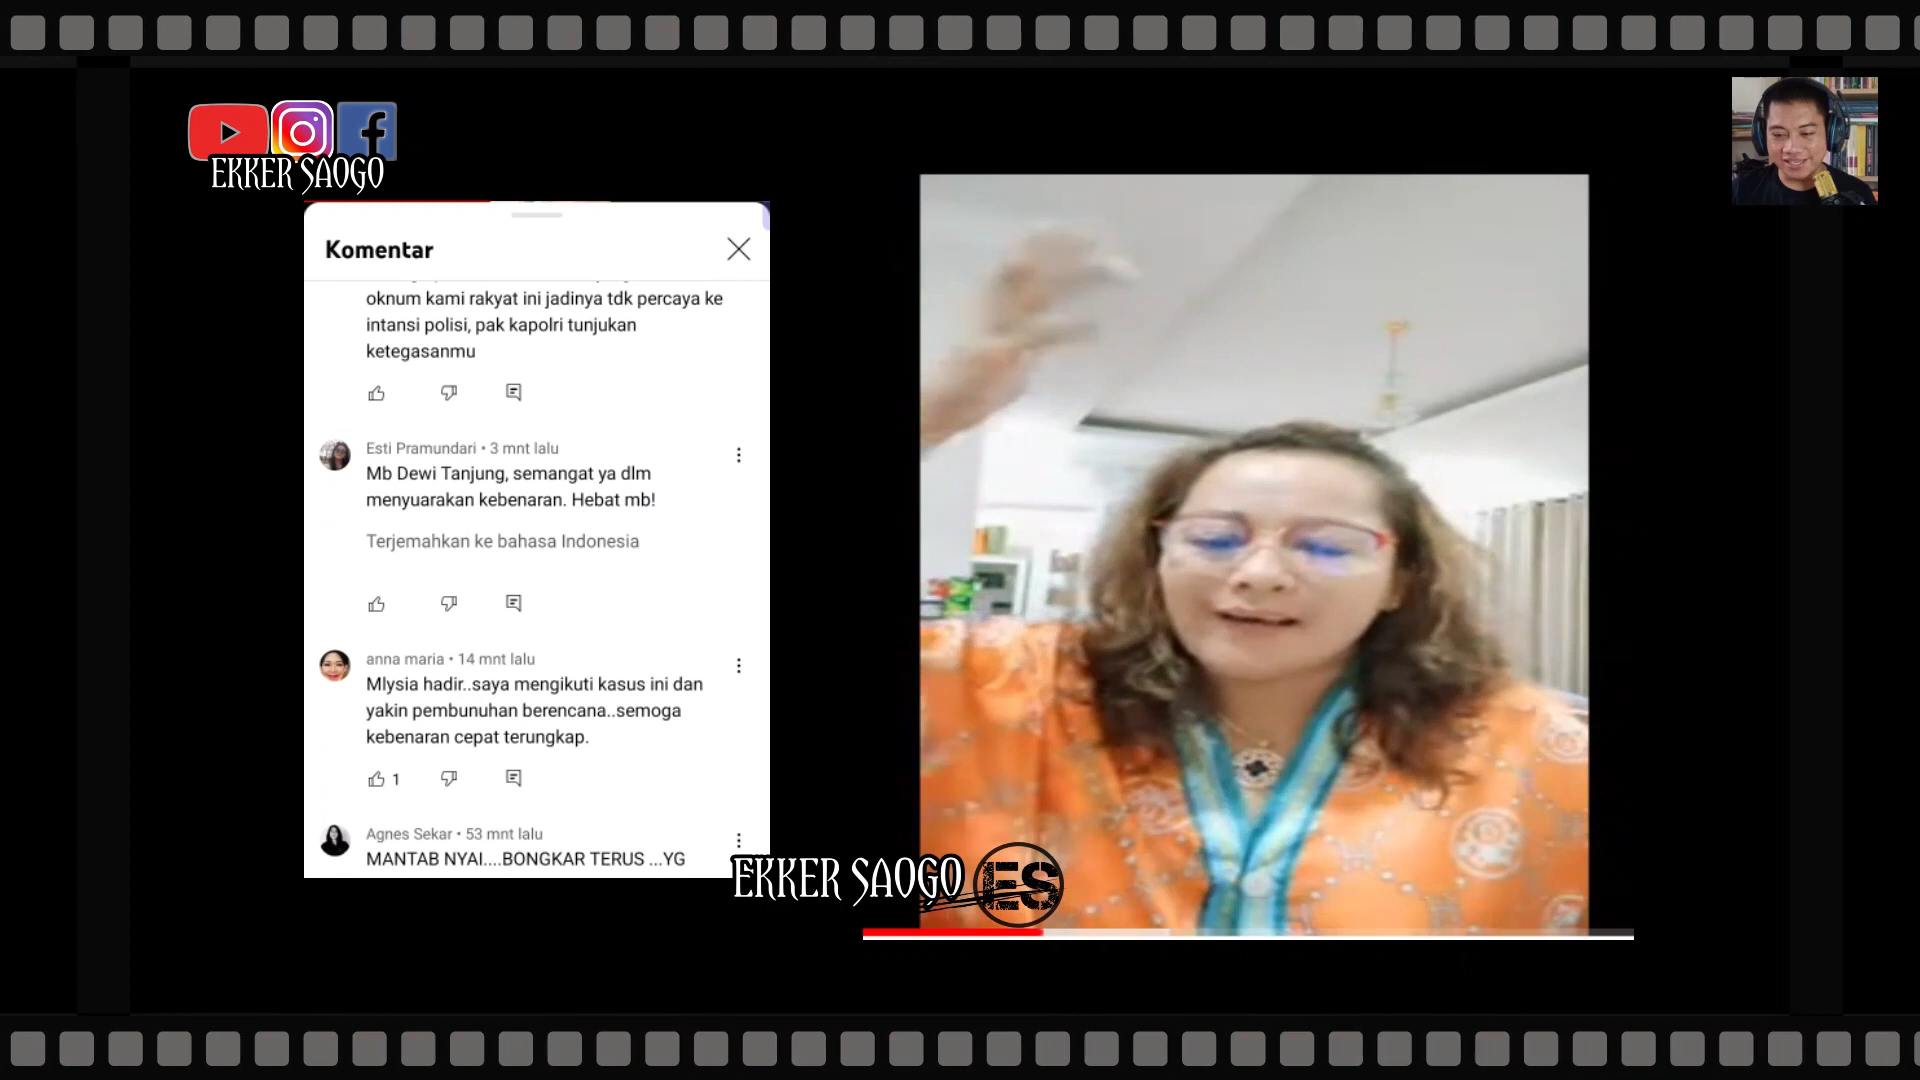 EKKER SAOGO
Komentar
oknum kami rakyat ini jadinya tdk percaya ke
intansi polisi, pak kapolri tunjukan
ketegasanmu
Esti Pramundari • 3 mnt lalu
Mb Dewi Tanjung, semangat ya dlm
menyuarakan kebenaran. Hebat mb!
Terjemahkan ke bahasa Indonesia
anna maria • 14 mnt lalu
Mlysia hadir..saya mengikuti kasus ini dan
yakin pembunuhan berencana..semoga
kebenaran cepat terungkap.
1
Agnes Sekar • 53 mnt lalu
MANTAB NYAI....BONGKAR TERUS ...YG
EKKER SAOGO ES